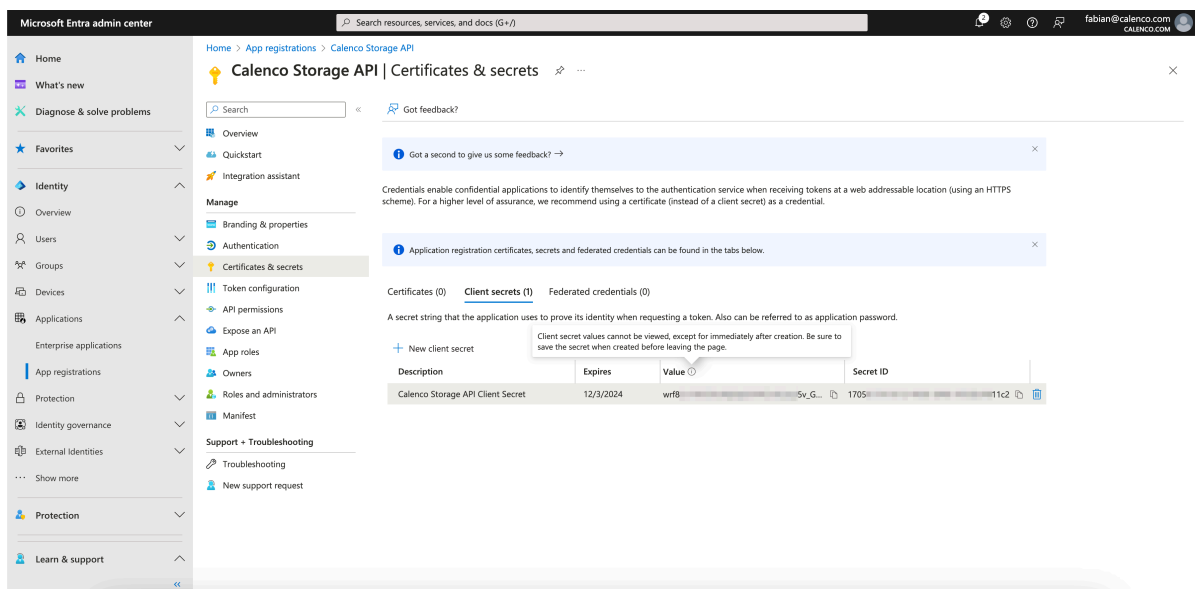 Microsoft Entra admin center
Search resources, services, and docs (G+/)
2
fabian@calenco.com
CALENCO.COM
Home
What's new
Diagnose & solve problems
Favorites
Identity
Overview
Users
Groups
Devices
Applications
Enterprise applications
App registrations
Protection
Identity governance
External Identities
Show more
Protection
Learn & support
Home > App registrations > Calenco Storage API
Calenco Storage API | Certificates & secrets
Search
Overview
Quickstart
Integration assistant
Manage
Branding & properties
Authentication
Certificates & secrets
Token configuration
API permissions
Expose an API
App roles
Owners
Roles and administrators
Manifest
Support + Troubleshooting
Troubleshooting
New support request
Got feedback?
Got a second to give us some feedback? →
Credentials enable confidential applications to identify themselves to the authentication service when receiving tokens at a web addressable location (using an HTTPS
scheme). For a higher level of assurance, we recommend using a certificate (instead of a client secret) as a credential.
Application registration certificates, secrets and federated credentials can be found in the tabs below.
Certificates (0) Client secrets (1) Federated credentials (0)
A secret string that the application uses to prove its identity when requesting a token. Also can be referred to as application password.
Client secret values cannot be viewed, except for immediately after creation. Be sure to
save the secret when created before leaving the page.
New client secret
Description Expires Value Secret ID
Calenco Storage API Client Secret 12/3/2024 wrf8 5v_G... 1705 11c2